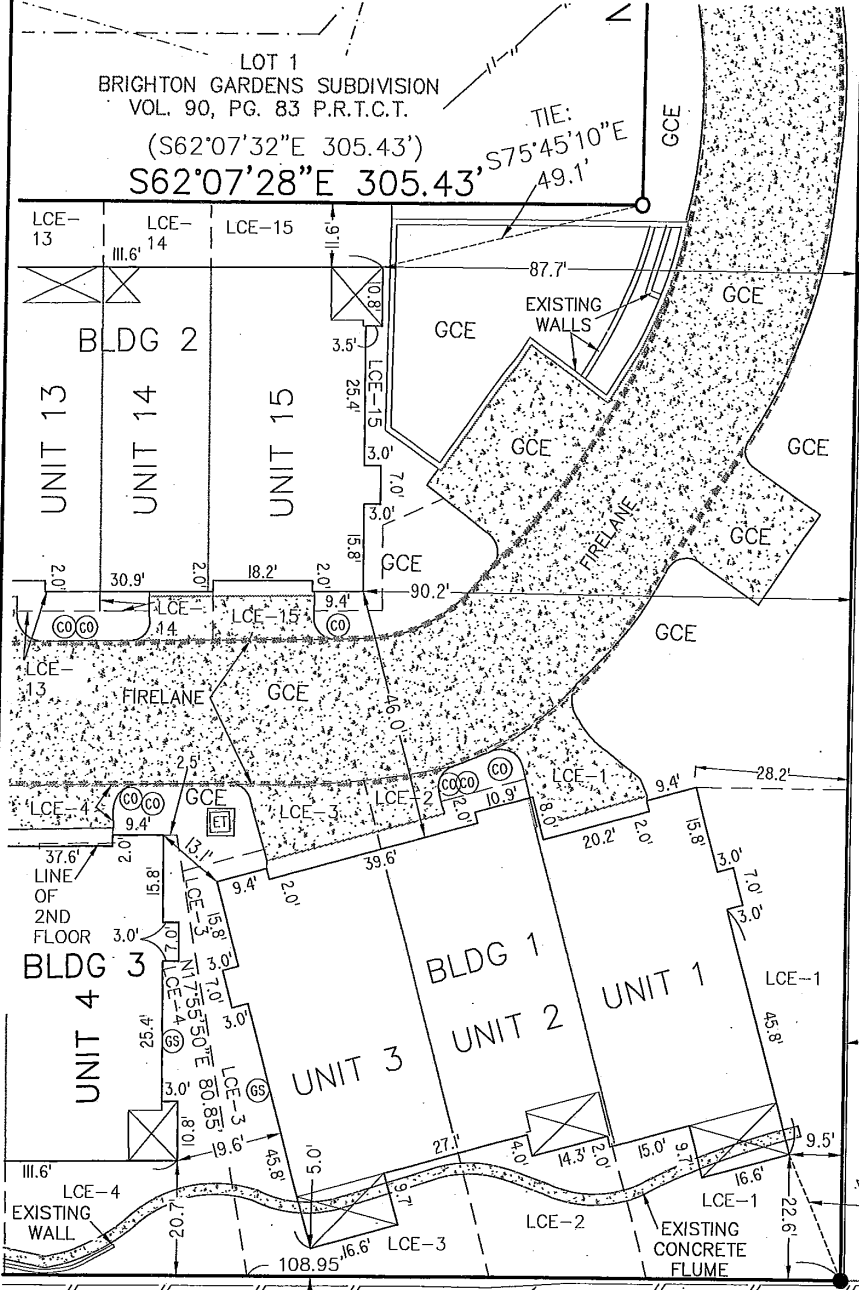 LOT 1
BRIGHTON GARDENS SUBDIVISION
VOL. 90, PG. 83 P.R.T.C.T.
(S62°07'32"E 305.43')
S62°07'28"E 305.43'
TIE:
S75°45'10"E
49.1'
GCE
LCE-
13
LCE-
14
LCE-15
111.6'
11.9'
87.7'
10.8'
EXISTING
WALLS
GCE
GCE
BLDG 2
3.5'
LCE-15
25.4'
UNIT 13
UNIT 14
UNIT 15
GCE
GCE
3.0'
7.0'
3.0'
FIRELANE
GCE
15.8'
GCE
2.0'
30.9'
2.0'
18.2'
2.0'
90.2'
9.4'
LCE-
14
LCE-15
CO
CO
CO
GCE
LCE-
13
FIRELANE
GCE
46.0'
2.5'
LCE-4
CO
CO
GCE
ET
LCE-3
LCE-2
CO
CO
CO
LCE-1
28.2'
9.4'
9.4'
2.0'
10.9'
8.0'
20.2'
2.0'
37.6'
2.0'
13.1'
39.6'
15.8'
LINE
OF
2ND
FLOOR
15.8'
9.4'
2.0'
3.0'
7.0'
3.0'
LCE-3
15.8'
3.0'
7.0'
BLDG 3
LCE-4
N17°55'50"E 80.85'
3.0'
7.0'
3.0'
BLDG 1
UNIT 1
LCE-1
UNIT 4
25.4'
GS
UNIT 2
45.8'
UNIT 3
LCE-3
GS
3.0'
10.8'
19.6'
45.8'
5.0'
27.1'
4.0'
14.3'
2.0'
15.0'
9.7'
9.5'
111.6'
16.6'
LCE-4
20.7'
9.7'
LCE-1
22.6'
EXISTING
WALL
LCE-2
LCE-3
16.6'
108.95'
EXISTING
CONCRETE
FLUME